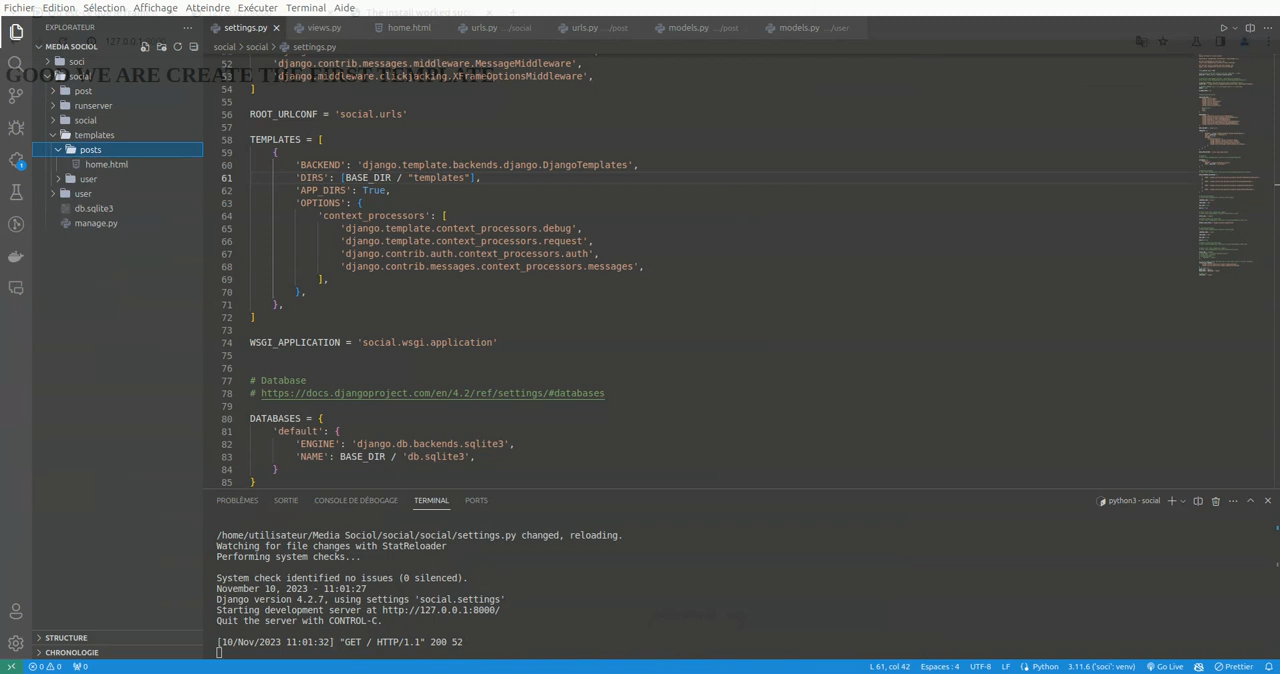 Fichier Edition Sélection Affichage Atteindre Exécuter Terminal Aide
EXPLORATEUR
MEDIA SOCIOL
soci
social
post
runserver
social
templates
posts
home.html
user
user
db.sqlite3
manage.py
STRUCTURE
CHRONOLOGIE
GOOD WE ARE CREATE THE FIRST TEMPLATE
settings.py views.py home.html urls.py .../social urls.py .../post models.py .../post models.py .../user
social > social > settings.py
52 'django.contrib.messages.middleware.MessageMiddleware',
53 'django.middleware.clickjacking.XFrameOptionsMiddleware',
54 ]
55
56 ROOT_URLCONF = 'social.urls'
57
58 TEMPLATES = [
59 {
60 'BACKEND': 'django.template.backends.django.DjangoTemplates',
61 'DIRS': [BASE_DIR / "templates"],
62 'APP_DIRS': True,
63 'OPTIONS': {
64 'context_processors': [
65 'django.template.context_processors.debug',
66 'django.template.context_processors.request',
67 'django.contrib.auth.context_processors.auth',
68 'django.contrib.messages.context_processors.messages',
69 ],
70 },
71 },
72 ]
73
74 WSGI_APPLICATION = 'social.wsgi.application'
75
76
77 # Database
78 # https://docs.djangoproject.com/en/4.2/ref/settings/#databases
79
80 DATABASES = {
81 'default': {
82 'ENGINE': 'django.db.backends.sqlite3',
83 'NAME': BASE_DIR / 'db.sqlite3',
84 }
85 }
PROBLÈMES SORTIE CONSOLE DE DÉBOGAGE TERMINAL PORTS
python3 - social
/home/utilisateur/Media Sociol/social/social/settings.py changed, reloading.
Watching for file changes with StatReloader
Performing system checks...
System check identified no issues (0 silenced).
November 10, 2023 - 11:01:27
Django version 4.2.7, using settings 'social.settings'
Starting development server at http://127.0.0.1:8000/
Quit the server with CONTROL-C.
[10/Nov/2023 11:01:32] "GET / HTTP/1.1" 200 52
0 0 0 L 61, col 42 Espaces : 4 UTF-8 LF Python 3.11.6 ('soci': venv) Go Live Prettier